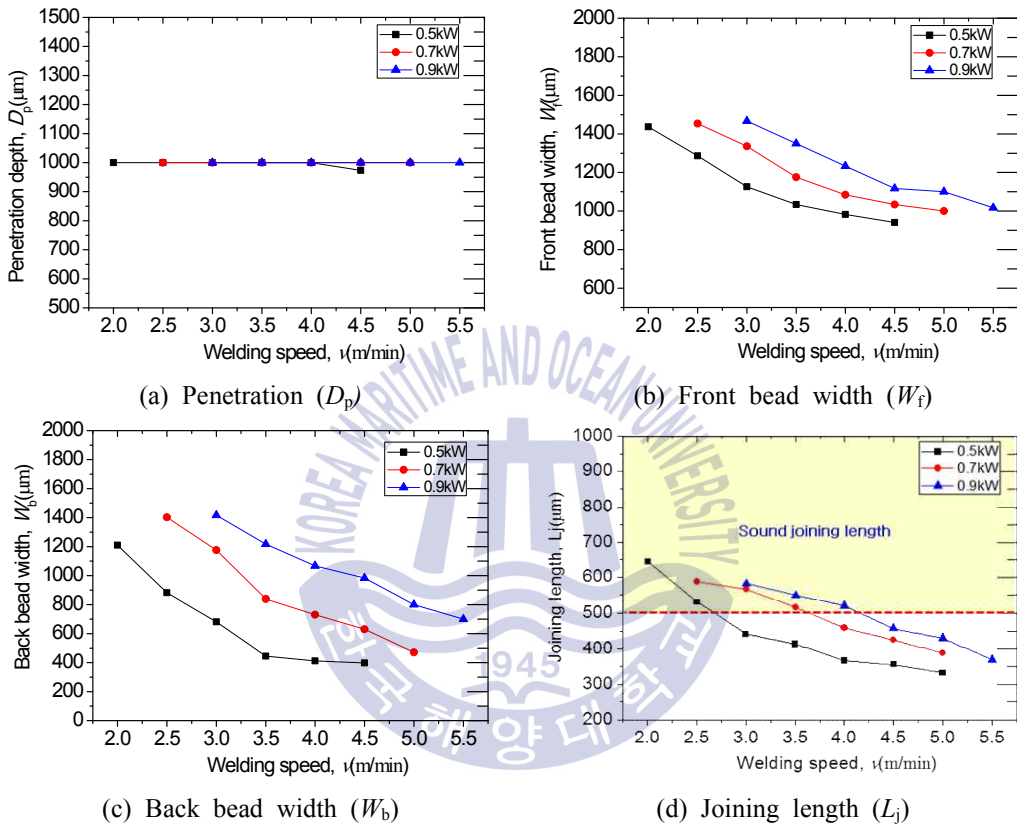 1500
1400
1300
1200
1100
1000
900
800
700
600
500
Penetration depth, Dp(μm)
0.5kW
0.7kW
0.9kW
2.0 2.5 3.0 3.5 4.0 4.5 5.0 5.5
Welding speed, v(m/min)
(a) Penetration (Dp)
2000
1800
1600
1400
1200
1000
800
600
Front bead width, Wf(μm)
0.5kW
0.7kW
0.9kW
2.0 2.5 3.0 3.5 4.0 4.5 5.0 5.5
Welding speed, v(m/min)
(b) Front bead width (Wf)
2000
1800
1600
1400
1200
1000
800
600
400
200
0
Back bead width, Wb(μm)
0.5kW
0.7kW
0.9kW
2.0 2.5 3.0 3.5 4.0 4.5 5.0 5.5
Welding speed, v(m/min)
(c) Back bead width (Wb)
1000
900
800
700
600
500
400
300
200
Joining length, Lj(μm)
0.5kW
0.7kW
0.9kW
Sound joining length
2.0 2.5 3.0 3.5 4.0 4.5 5.0 5.5
Welding speed, v(m/min)
(d) Joining length (Lj)
KOREA MARITIME AND OCEAN UNIVERSITY
1945
한국해양대학교